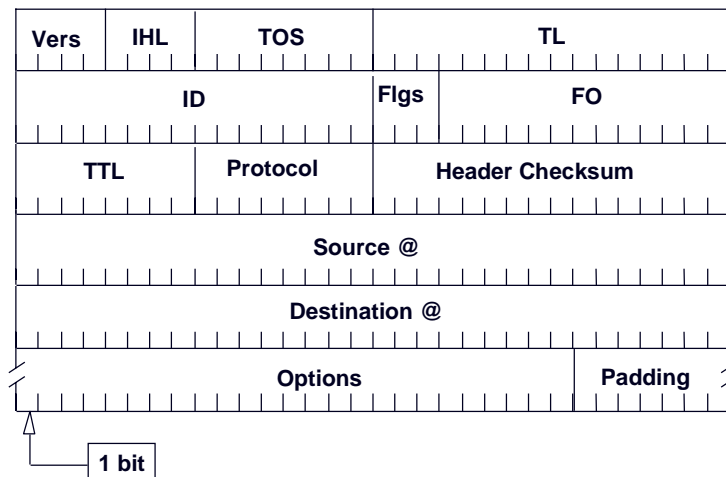 Vers IHL TOS TL
ID Flgs FO
TTL Protocol Header Checksum
Source @
Destination @
Options Padding
1 bit